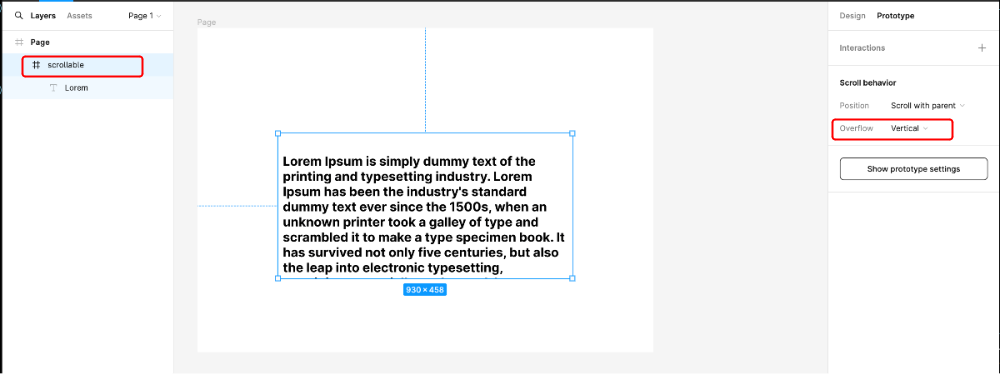 Layers Assets Page 1
Page
scrollable
Lorem
Page
Lorem Ipsum is simply dummy text of the
printing and typesetting industry. Lorem
Ipsum has been the industry's standard
dummy text ever since the 1500s, when an
unknown printer took a galley of type and
scrambled it to make a type specimen book. It
has survived not only five centuries, but also
the leap into electronic typesetting,
930 × 458
Design Prototype
Interactions
Scroll behavior
Position Scroll with parent
Overflow Vertical
Show prototype settings